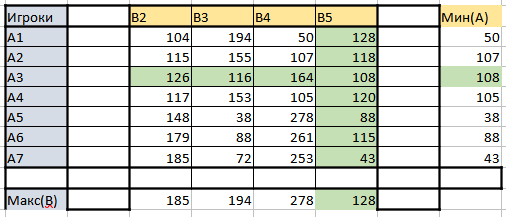 Игроки B2 B3 B4 B5 Мин(A)
A1 104 194 50 128 50
A2 115 155 107 118 107
A3 126 116 164 108 108
A4 117 153 105 120 105
A5 148 38 278 88 38
A6 179 88 261 115 88
A7 185 72 253 43 43
Макс(B) 185 194 278 128